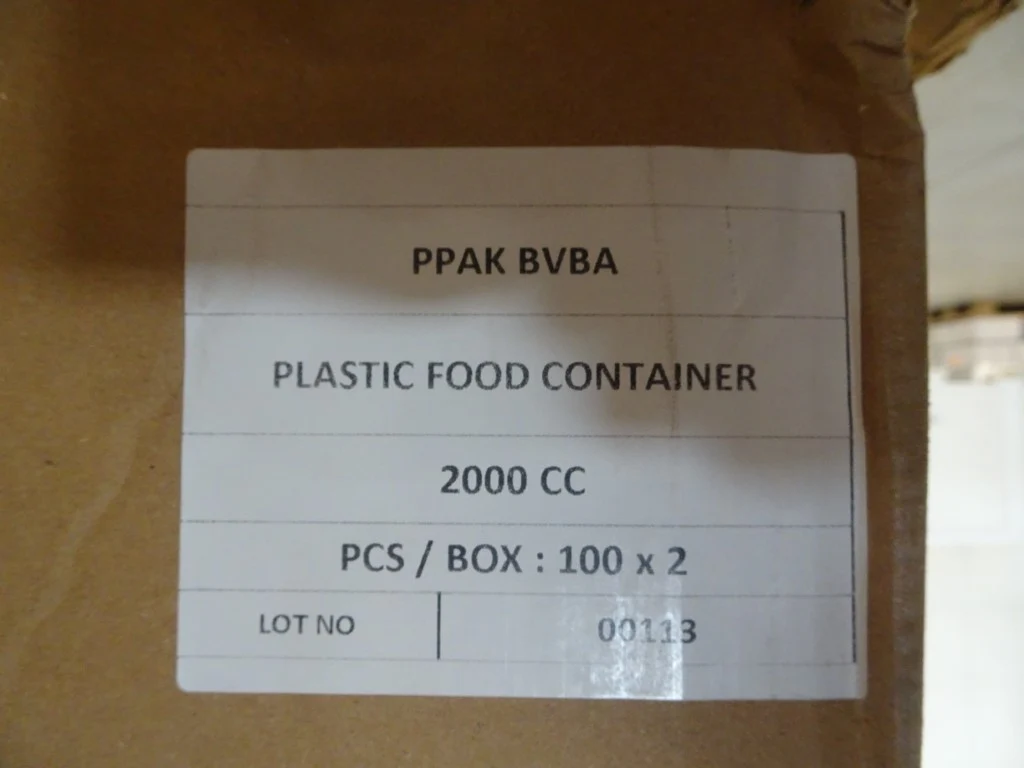 PPAK BVBA
PLASTIC FOOD CONTAINER
2000 CC
PCS / BOX : 100 x 2
LOT NO 00113